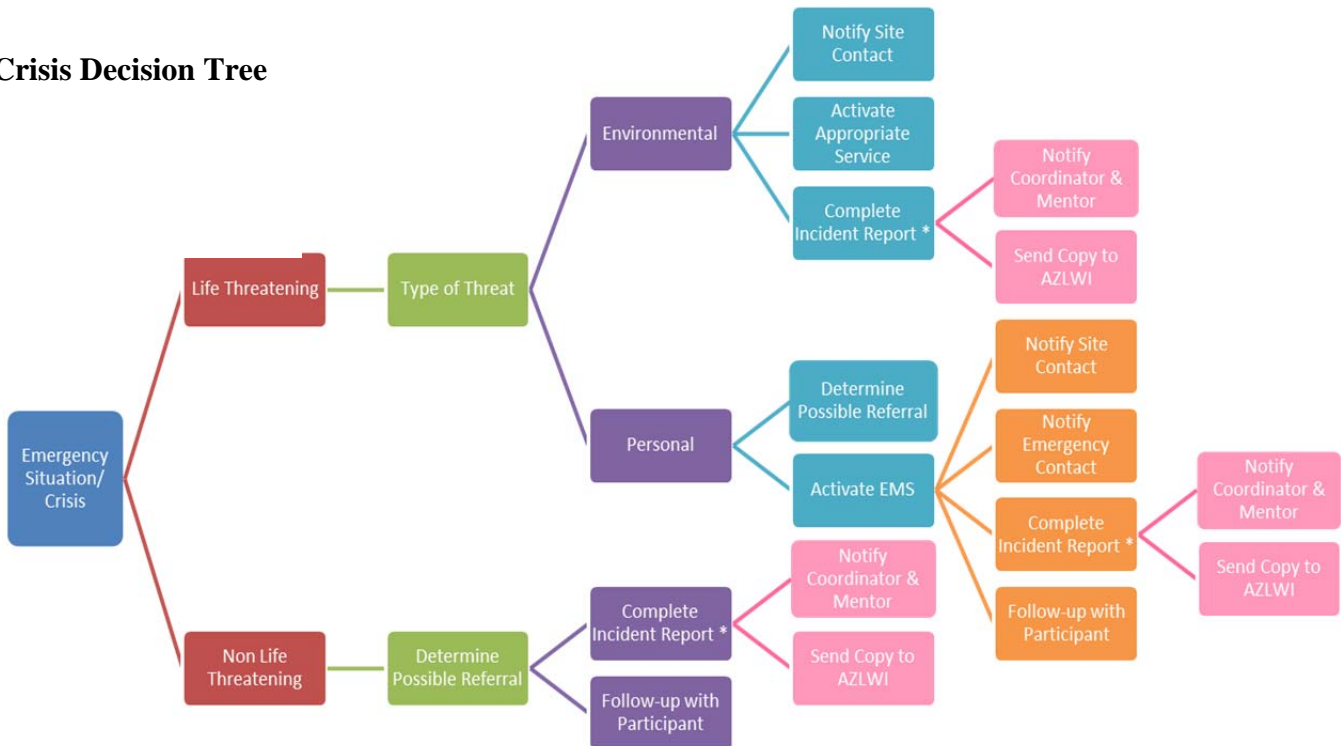 Crisis Decision Tree
Emergency
Situation/
Crisis
Life Threatening
Type of Threat
Environmental
Notify Site
Contact
Activate
Appropriate
Service
Complete
Incident Report *
Notify
Coordinator &
Mentor
Send Copy to
AZLWI
Personal
Determine
Possible Referral
Activate EMS
Notify Site
Contact
Notify
Emergency
Contact
Complete
Incident Report *
Notify
Coordinator &
Mentor
Send Copy to
AZLWI
Follow-up with
Participant
Non Life
Threatening
Determine
Possible Referral
Complete
Incident Report *
Notify
Coordinator &
Mentor
Send Copy to
AZLWI
Follow-up with
Participant